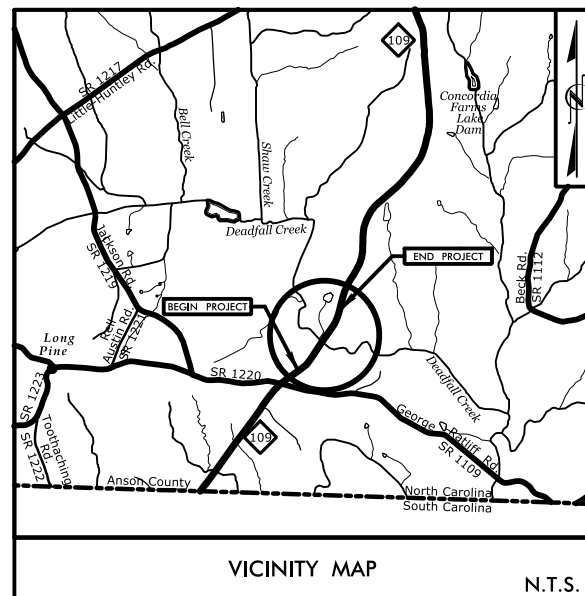 109
SR 1217
Little Huntley Rd.
Concordia
Farms
Lake
Dam
N
Bell Creek
Shaw Creek
Deadfall Creek
END PROJECT
Jackson Rd.
SR 1219
Beck Rd.
SR 1112
BEGIN PROJECT
Rell
Austin Rd.
SR 1221
Long
Pine
Deadfall Creek
SR 1220
SR 1223
George Ratliff Rd.
SR 1109
Toothaching
Rd.
SR 1222
109
Anson County
North Carolina
South Carolina
VICINITY MAP
N.T.S.